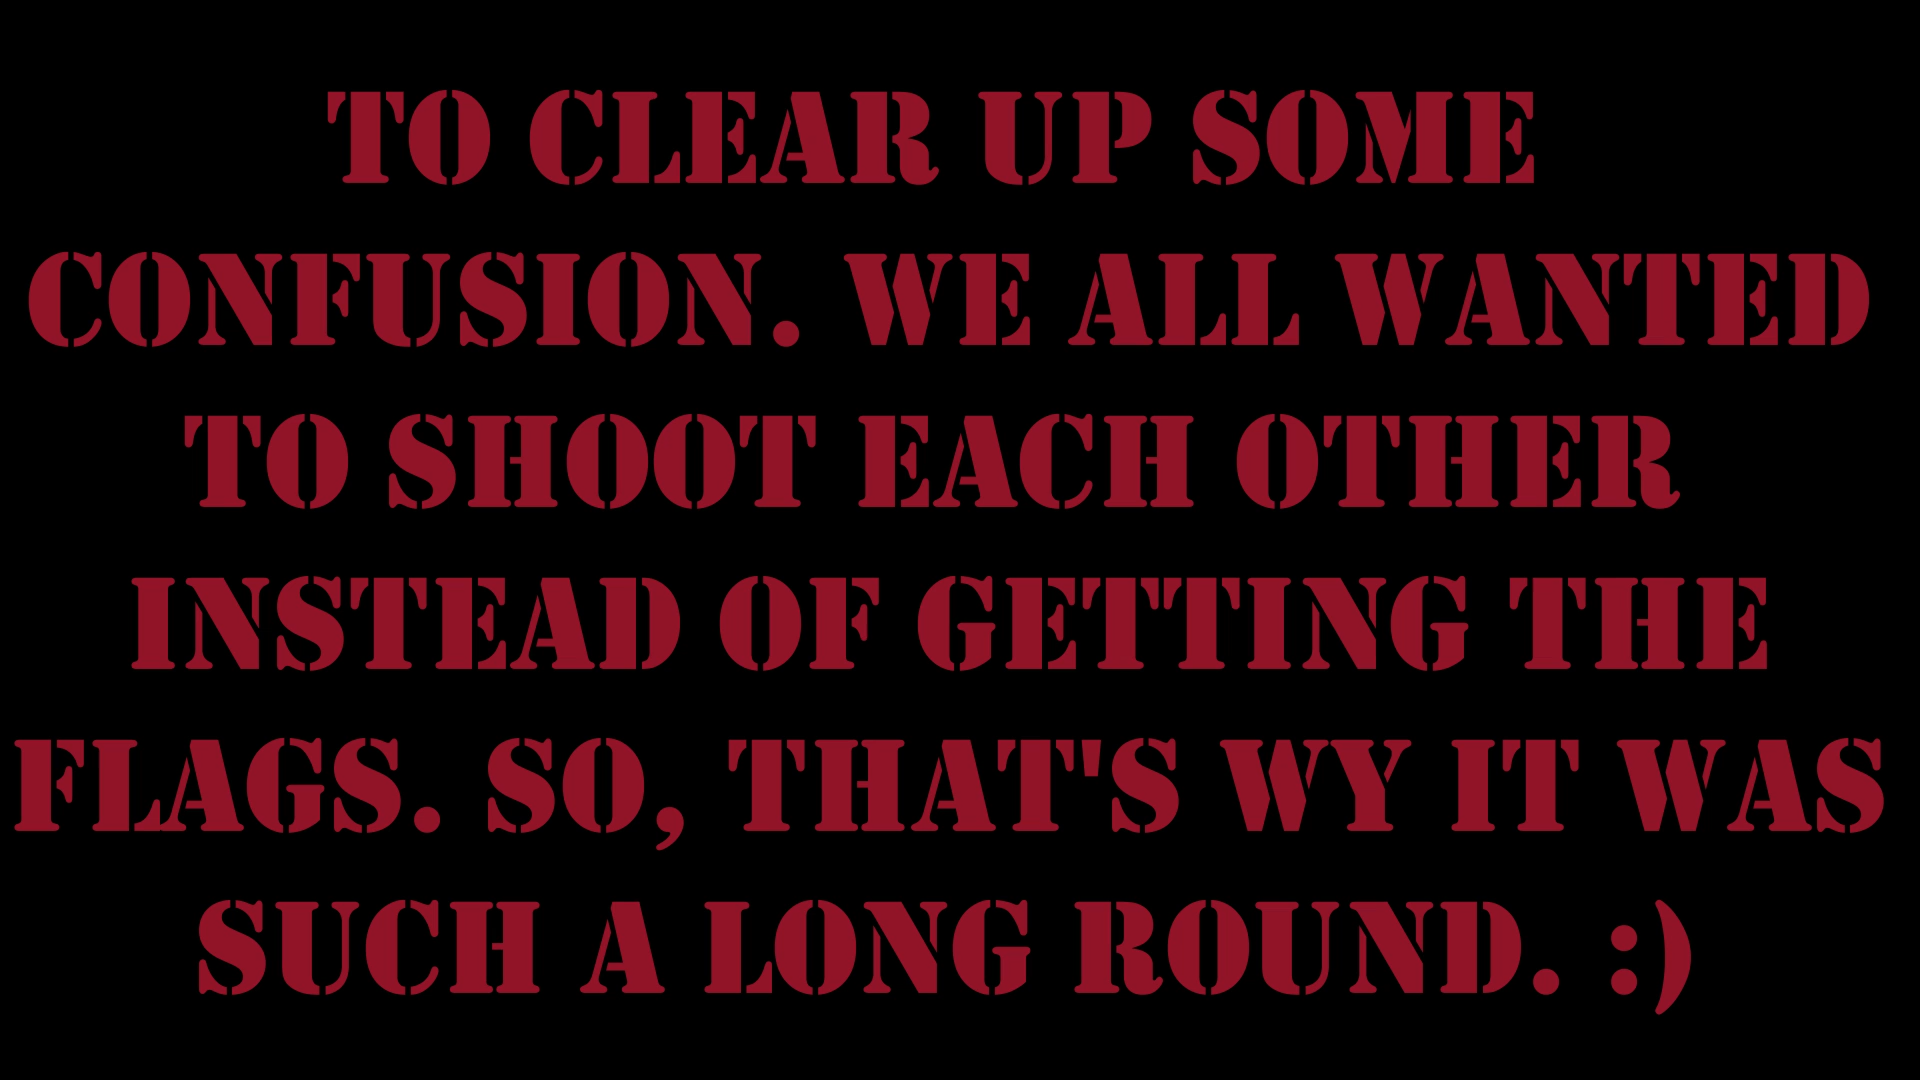 TO CLEAR UP SOME
CONFUSION. WE ALL WANTED
TO SHOOT EACH OTHER
INSTEAD OF GETTING THE
FLAGS. SO, THAT'S WY IT WAS
SUCH A LONG ROUND. :)